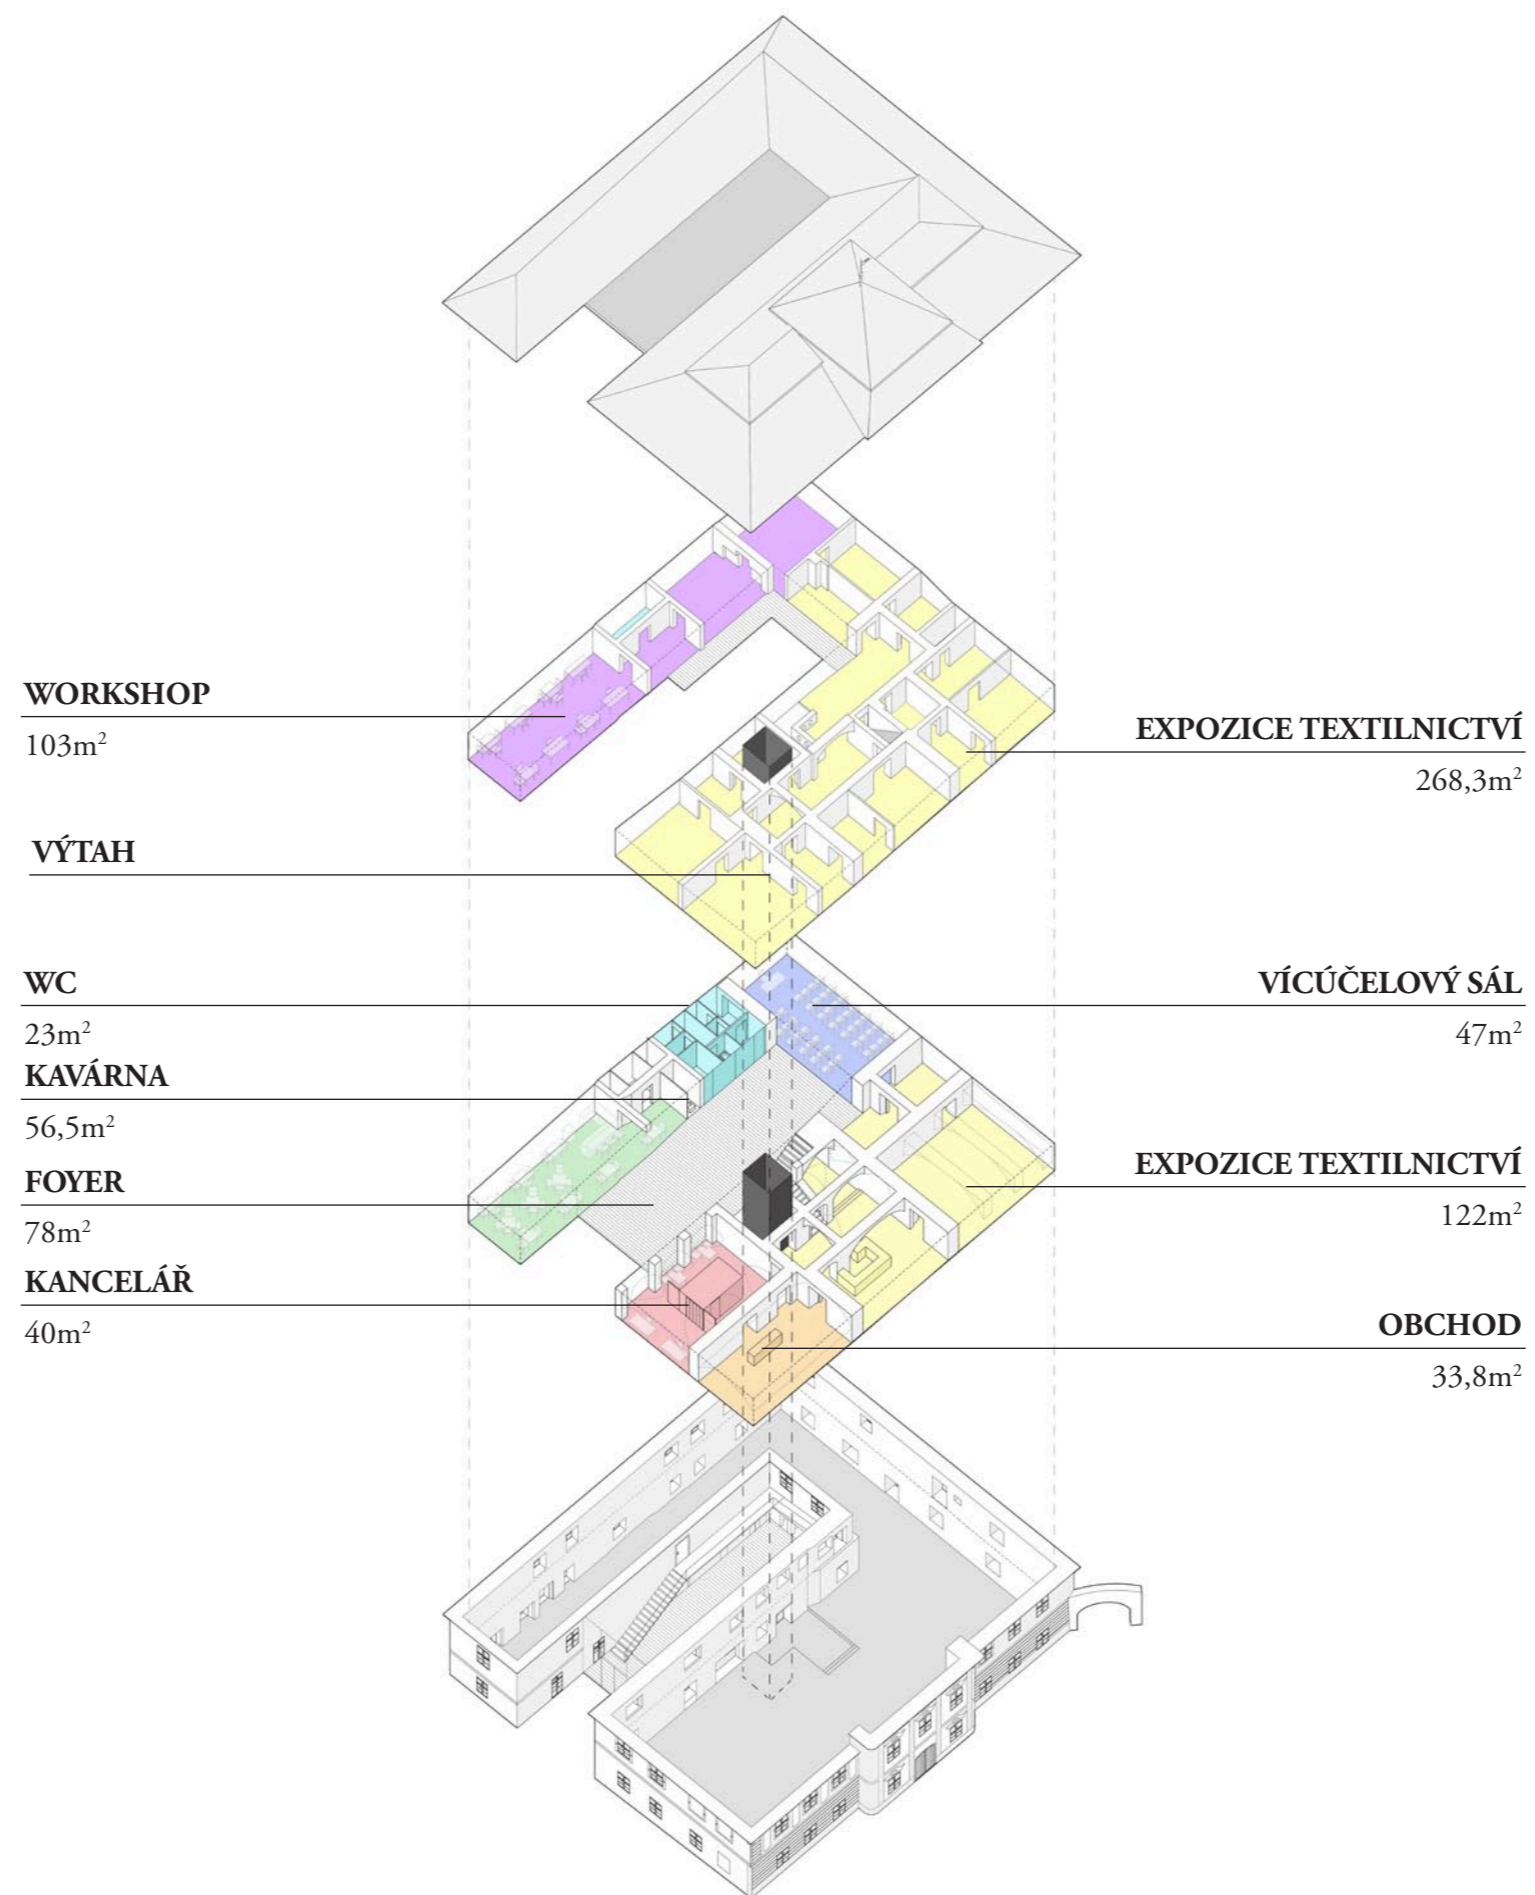 WORKSHOP
103m²
VÝTAH
WC
23m²
KAVÁRNA
56,5m²
FOYER
78m²
KANCELÁŘ
40m²
EXPOZICE TEXTILNICTVÍ
268,3m²
VÍCÚČELOVÝ SÁL
47m²
EXPOZICE TEXTILNICTVÍ
122m²
OBCHOD
33,8m²